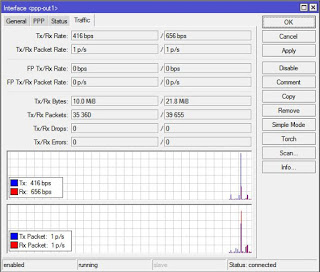 Interface <ppp-out1>
General PPP Status Traffic
Tx/Rx Rate: 416 bps / 656 bps
Tx/Rx Packet Rate: 1 p/s / 1 p/s
FP Tx/Rx Rate: 0 bps / 0 bps
FP Tx/Rx Packet Rate: 0 p/s / 0 p/s
Tx/Rx Bytes: 10.0 MiB / 21.8 MiB
Tx/Rx Packets: 35 360 / 39 655
Tx/Rx Drops: 0 / 0
Tx/Rx Errors: 0 / 0
Tx: 416 bps
Rx: 656 bps
Tx Packet: 1 p/s
Rx Packet: 1 p/s
OK
Cancel
Apply
Disable
Comment
Copy
Remove
Simple Mode
Torch
Scan...
Info...
enabled running slave Status: connected